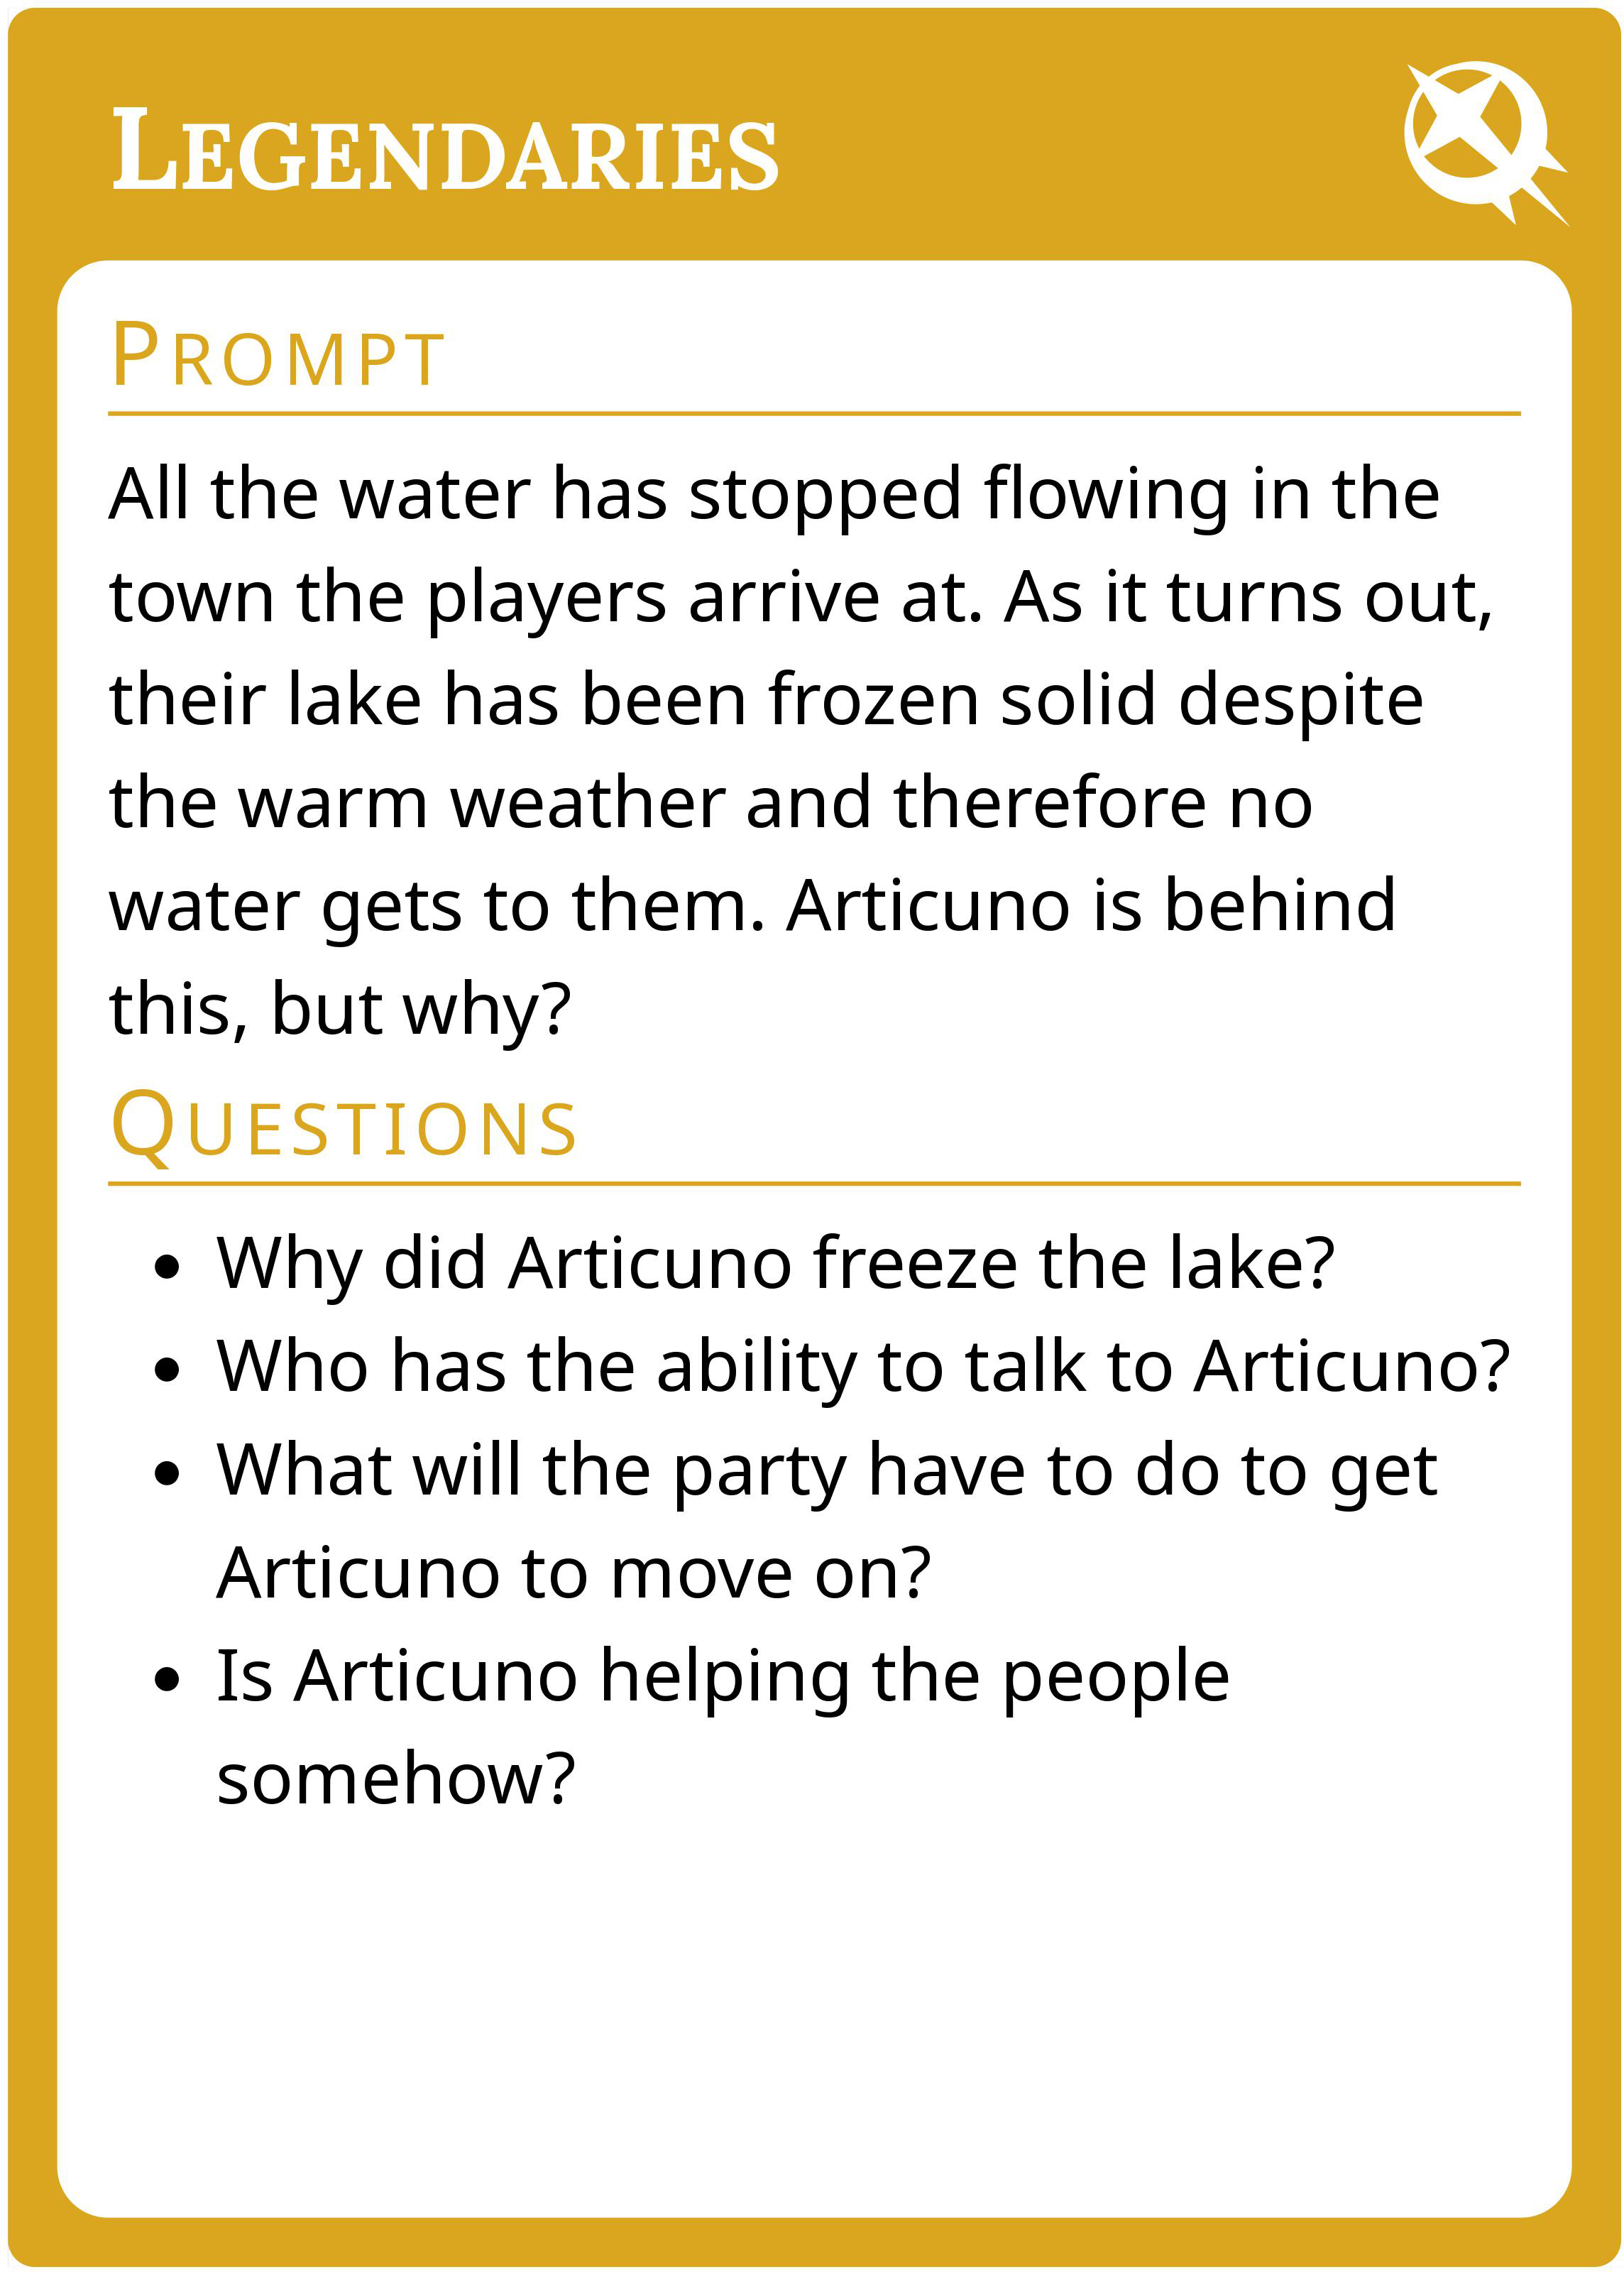 Legendaries
Prompt
All the water has stopped flowing in the
town the players arrive at. As it turns out,
their lake has been frozen solid despite
the warm weather and therefore no
water gets to them. Articuno is behind
this, but why?
Questions
• Why did Articuno freeze the lake?
• Who has the ability to talk to Articuno?
• What will the party have to do to get
Articuno to move on?
• Is Articuno helping the people
somehow?